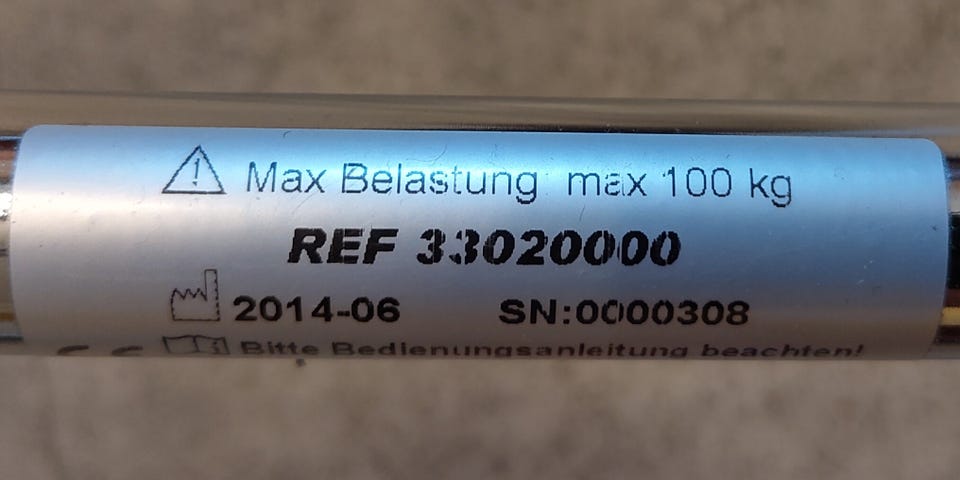 Max Belastung: max 100 kg
REF 33020000
2014-06 SN:0000308
Bitte Bedienungsanleitung beachten!